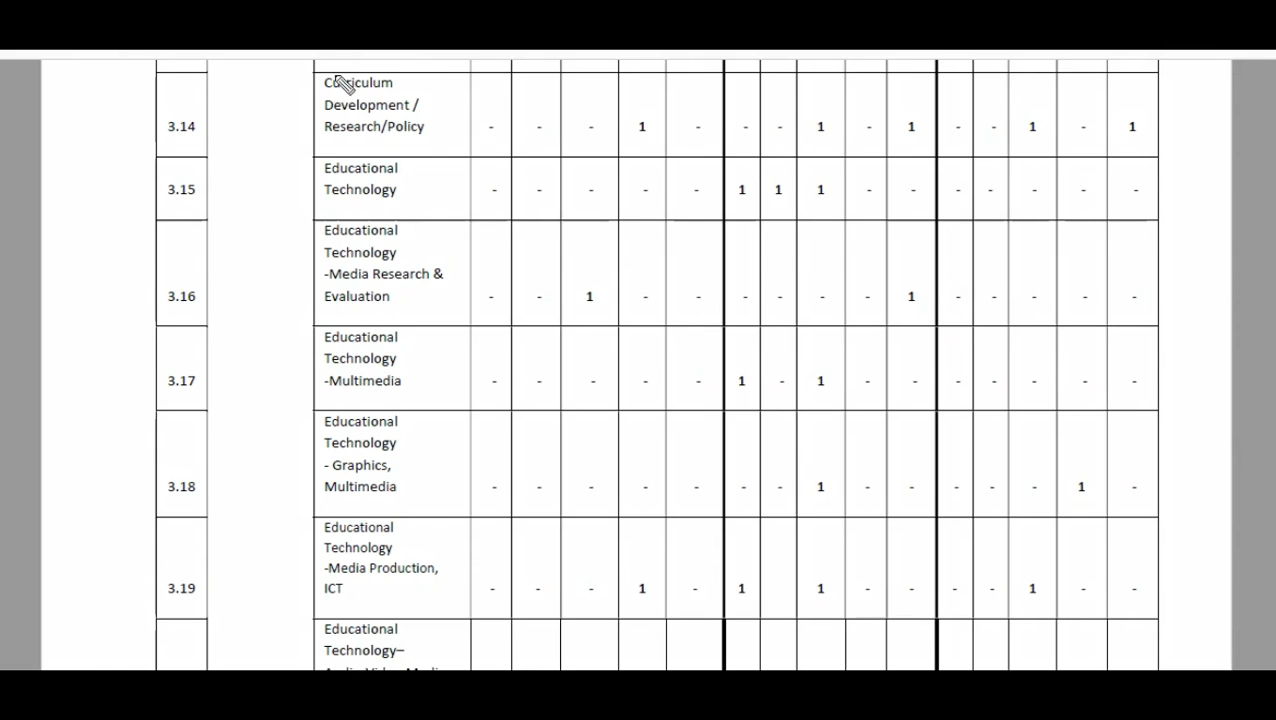 Curriculum
Development /
3.14 Research/Policy - - - 1 - - - 1 - 1 - - 1 - 1
Educational
3.15 Technology - - - - - 1 1 1 - - - - - - -
Educational
Technology
-Media Research &
3.16 Evaluation - - 1 - - - - - - 1 - - - - -
Educational
Technology
3.17 -Multimedia - - - - - 1 - 1 - - - - - - -
Educational
Technology
- Graphics,
3.18 Multimedia - - - - - - - 1 - - - - - 1 -
Educational
Technology
-Media Production,
3.19 ICT - - - 1 - 1 1 - - - - 1 - -
Educational
Technology–